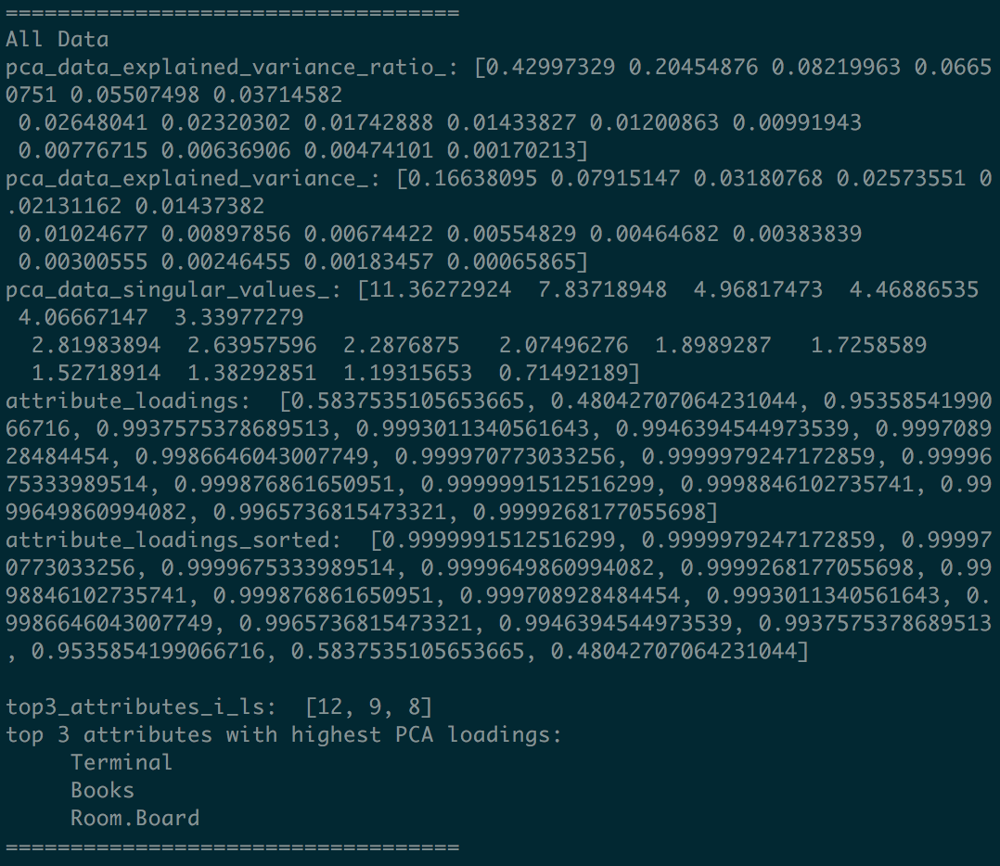 ===================================
All Data
pca_data_explained_variance_ratio_: [0.42997329 0.20454876 0.08219963 0.0665
0751 0.05507498 0.03714582
 0.02648041 0.02320302 0.01742888 0.01433827 0.01200863 0.00991943
 0.00776715 0.00636906 0.00474101 0.00170213]
pca_data_explained_variance_: [0.16638095 0.07915147 0.03180768 0.02573551 0
.02131162 0.01437382
 0.01024677 0.00897856 0.00674422 0.00554829 0.00464682 0.00383839
 0.00300555 0.00246455 0.00183457 0.00065865]
pca_data_singular_values_: [11.36272924  7.83718948  4.96817473  4.46886535
 4.06667147  3.33977279
  2.81983894  2.63957596  2.2876875   2.07496276  1.8989287   1.7258589
  1.52718914  1.38292851  1.19315653  0.71492189]
attribute_loadings:  [0.5837535105653665, 0.48042707064231044, 0.95358541990
66716, 0.9937575378689513, 0.9993011340561643, 0.9946394544973539, 0.9997089
28484454, 0.9986646043007749, 0.999970773033256, 0.9999979247172859, 0.99996
75333989514, 0.999876861650951, 0.9999991512516299, 0.9998846102735741, 0.99
99649860994082, 0.9965736815473321, 0.9999268177055698]
attribute_loadings_sorted:  [0.9999991512516299, 0.9999979247172859, 0.99997
0773033256, 0.9999675333989514, 0.9999649860994082, 0.9999268177055698, 0.99
98846102735741, 0.999876861650951, 0.999708928484454, 0.9993011340561643, 0.
9986646043007749, 0.9965736815473321, 0.9946394544973539, 0.9937575378689513
, 0.9535854199066716, 0.5837535105653665, 0.48042707064231044]
top3_attributes_i_ls:  [12, 9, 8]
top 3 attributes with highest PCA loadings:
     Terminal
     Books
     Room.Board
===================================